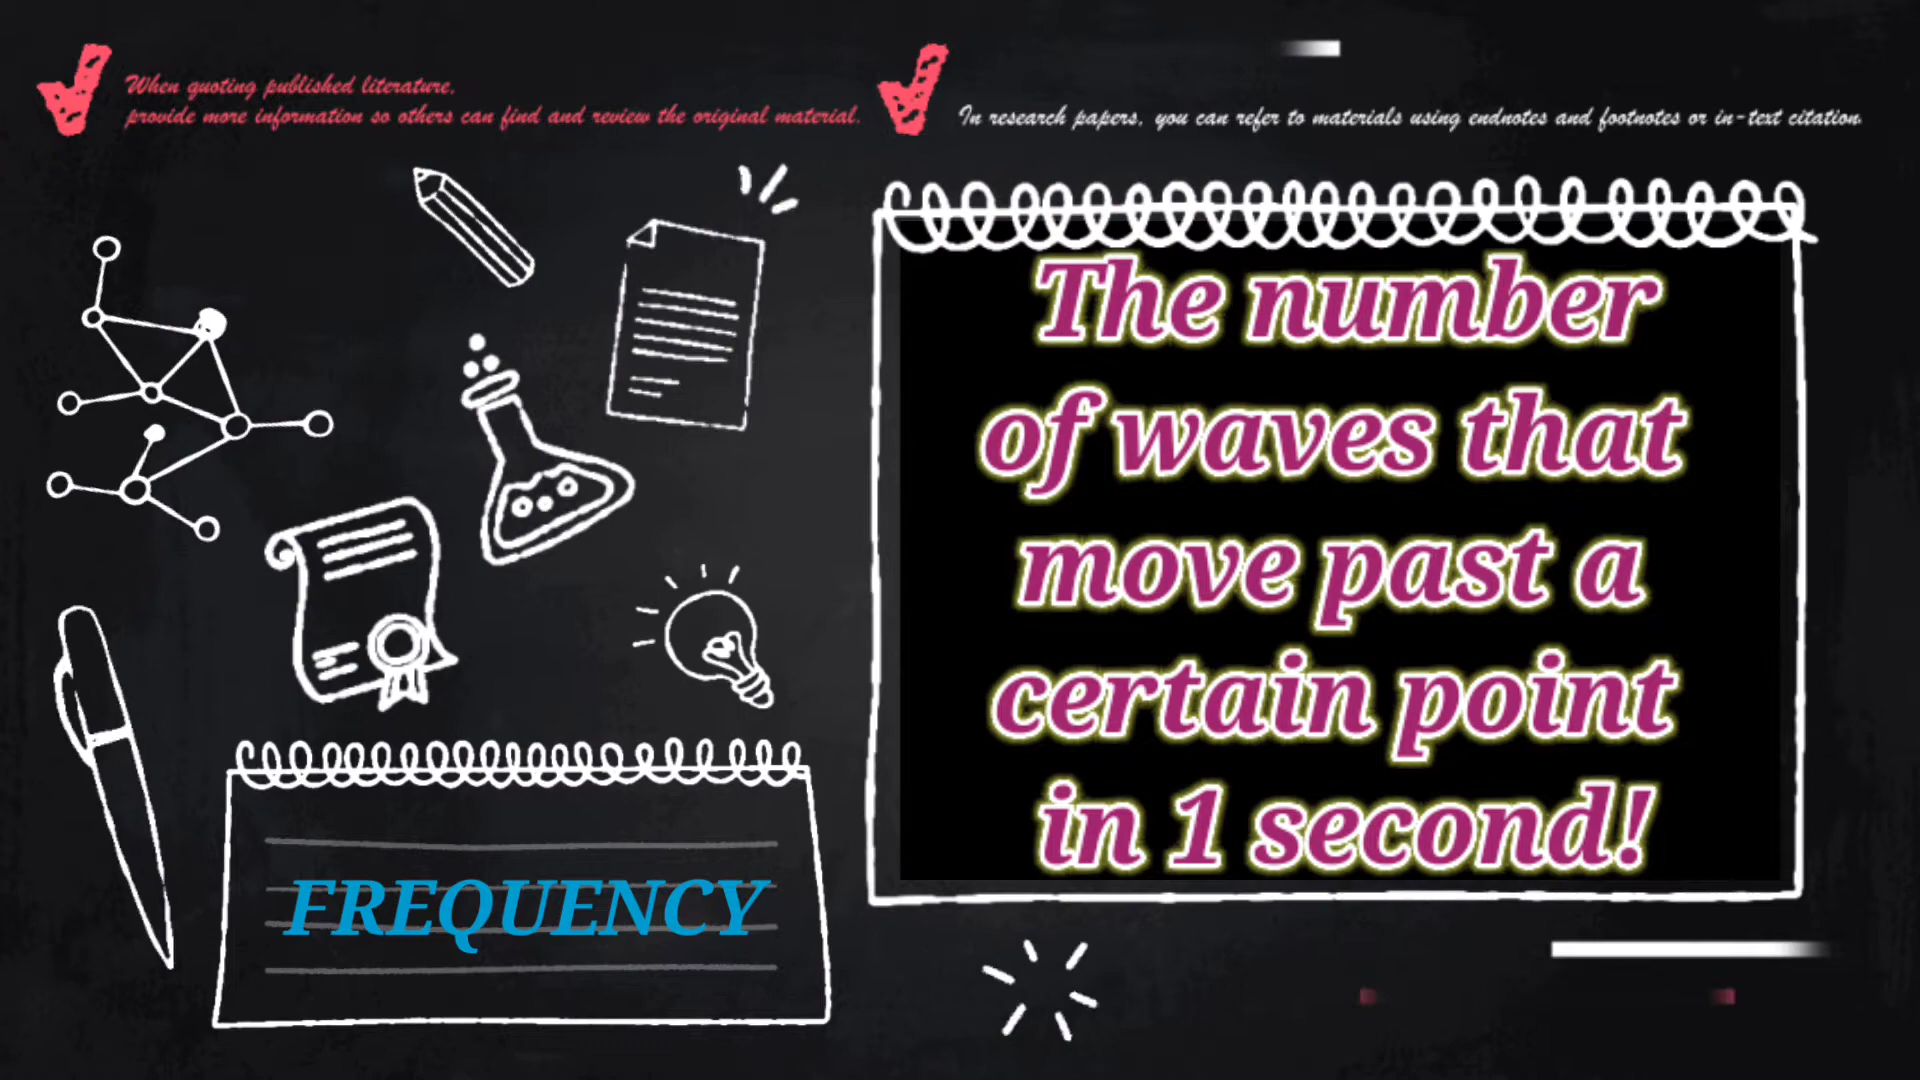 When quoting published literature,
provide more information so others can find and review the original material.
In research papers, you can refer to materials using endnotes and footnotes or in-text citation.
The number
of waves that
move past a
certain point
in 1 second!
FREQUENCY